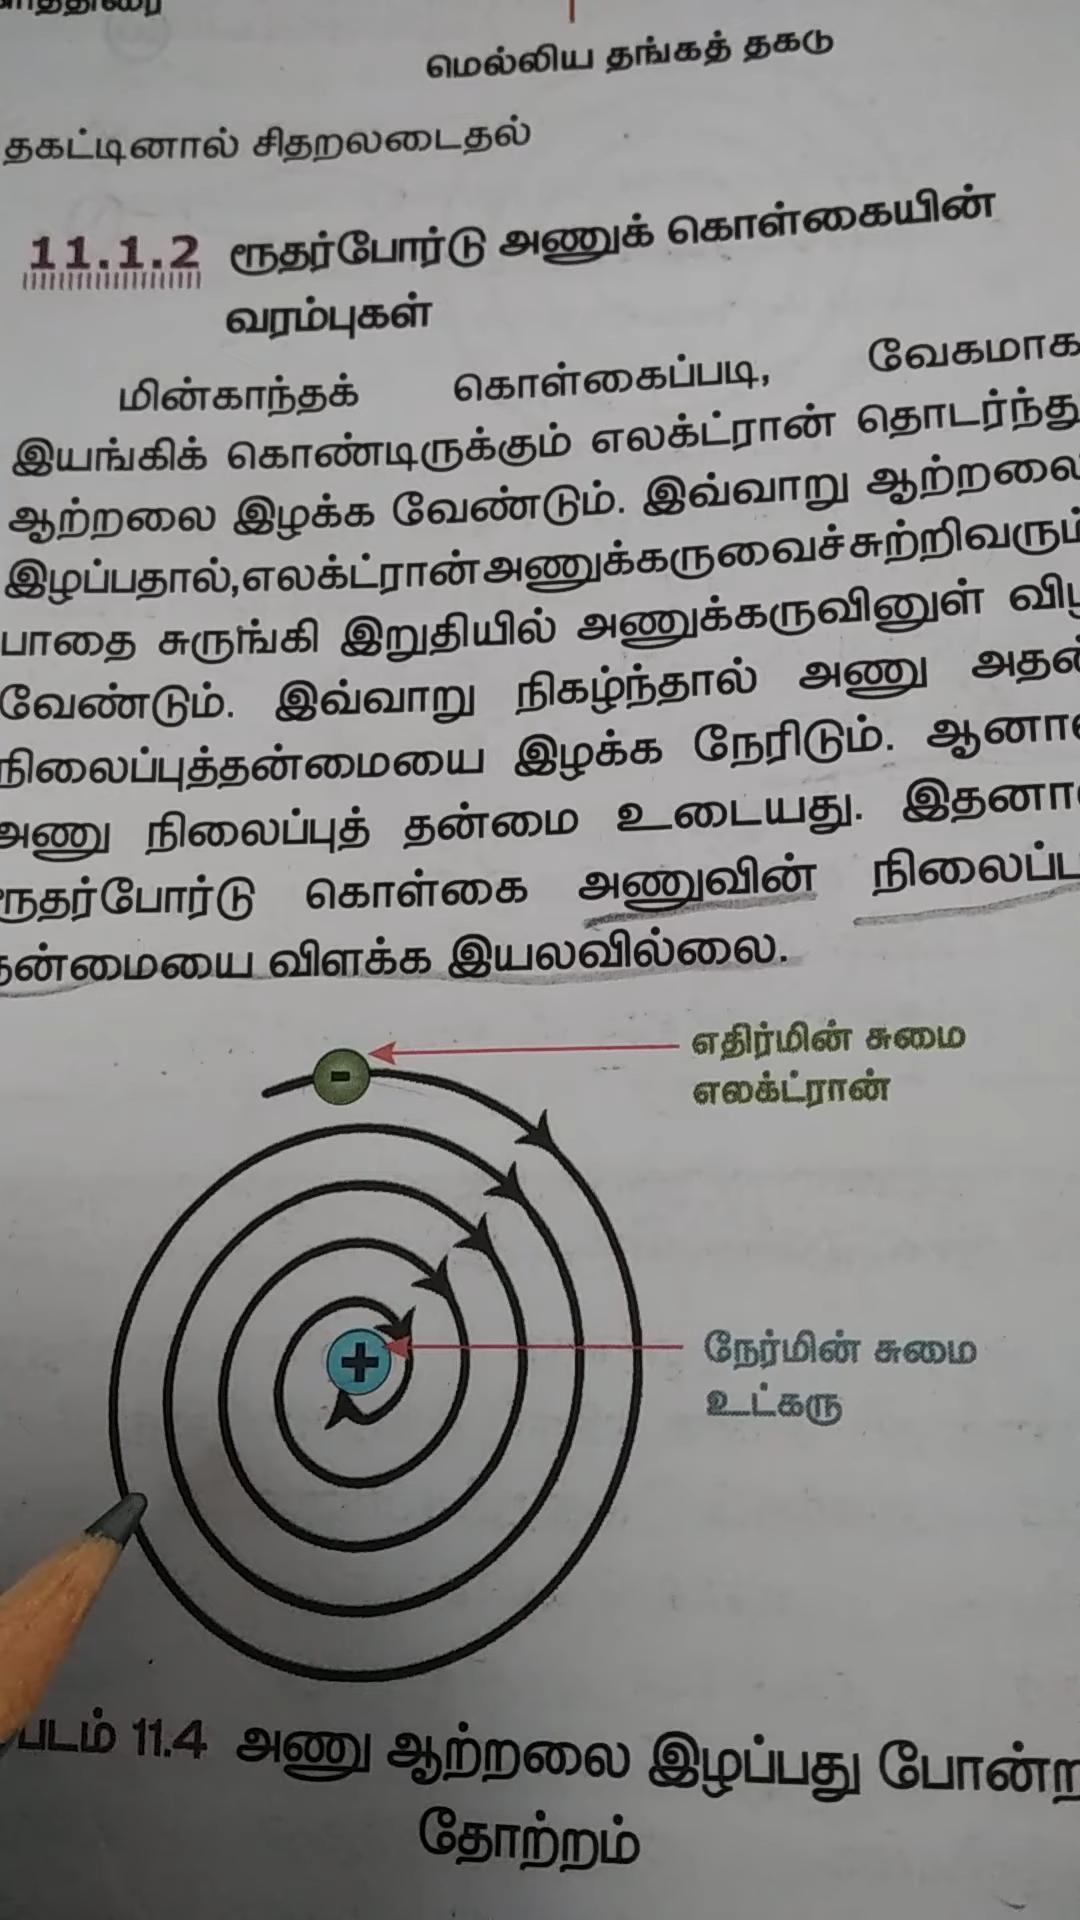 மெல்லிய தங்கத் தகடு
தகட்டினால் சிதறலடைதல்
11.1.2 ரூதர்போர்டு அணுக் கொள்கையின்
வரம்புகள்
மின்காந்தக் கொள்கைப்படி, வேகமாக
இயங்கிக் கொண்டிருக்கும் எலக்ட்ரான் தொடர்ந்து
ஆற்றலை இழக்க வேண்டும். இவ்வாறு ஆற்றலை
இழப்பதால், எலக்ட்ரான் அணுக்கருவைச் சுற்றிவரும்
பாதை சுருங்கி இறுதியில் அணுக்கருவினுள்
வேண்டும். இவ்வாறு நிகழ்ந்தால் அணு
நிலைப்புத்தன்மையை இழக்க நேரிடும்.
அணு நிலைப்புத் தன்மை உடையது.
ரூதர்போர்டு கொள்கை அணுவின்
தன்மையை விளக்க இயலவில்லை.
-
எதிர்மின் சுமை
எலக்ட்ரான்
+
நேர்மின் சுமை
உட்கரு
படம் 11.4 அணு ஆற்றலை இழப்பது போன்ற
தோற்றம்